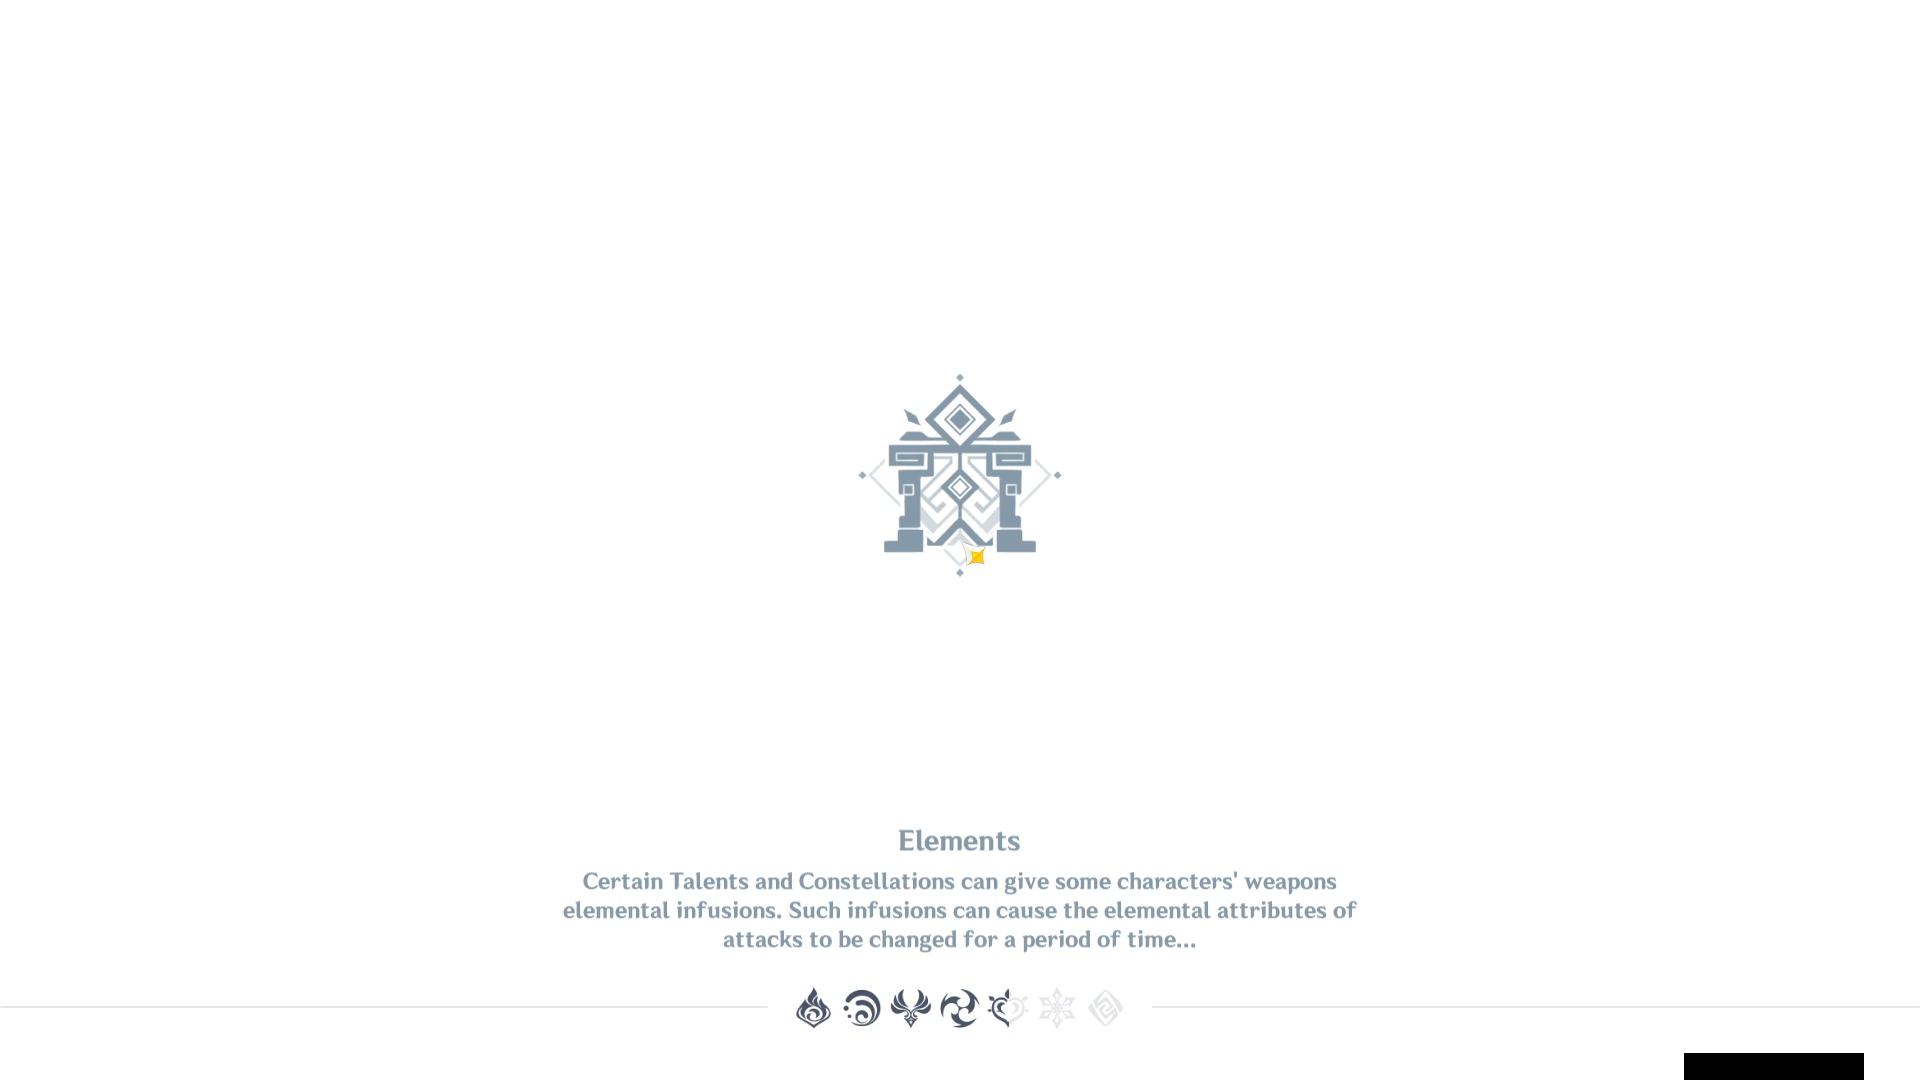 Elements
Certain Talents and Constellations can give some characters' weapons
elemental infusions. Such infusions can cause the elemental attributes of
attacks to be changed for a period of time...